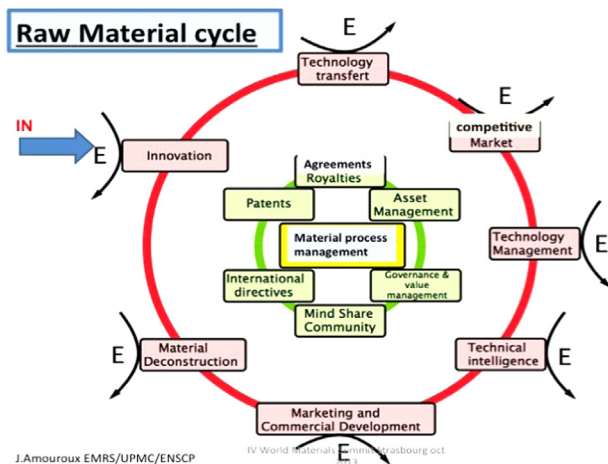 Raw Material cycle
E
Technology
transfert
E
competitive
Market
IN
E
Innovation
Agreements
Royalties
Patents
Asset
Management
Material process
management
Technology
Management
E
International
directives
Governance &
value
management
Mind Share
Community
E
Material
Deconstruction
Technical
intelligence
E
Marketing and
Commercial Development
E
J.Amouroux EMRS/UPMC/ENSCP
IV World Materials Summit Strasbourg oct
2013